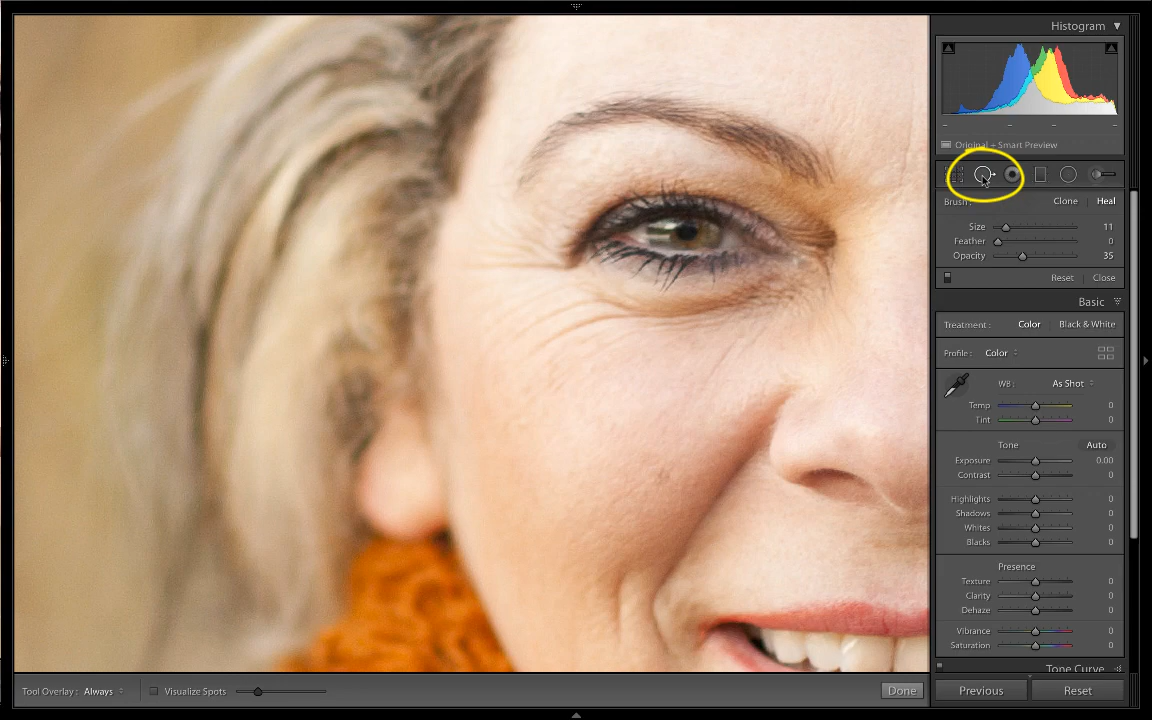 Histogram
Original + Smart Preview
Brush: Clone Heal
Size 11
Feather 0
Opacity 35
Reset Close
Basic
Treatment: Color Black & White
Profile: Color
WB: As Shot
Temp 0
Tint 0
Tone Auto
Exposure 0.00
Contrast 0
Highlights 0
Shadows 0
Whites 0
Blacks 0
Presence
Texture 0
Clarity 0
Dehaze 0
Vibrance 0
Saturation 0
Tone Curve
Tool Overlay: Always Visualize Spots Done Previous Reset